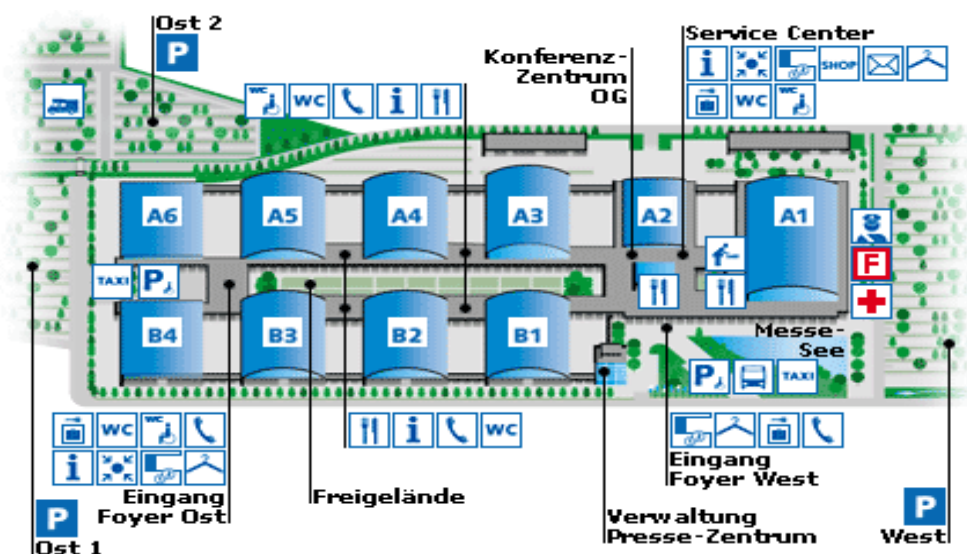 Ost 2
P
Service Center
Konferenz-
Zentrum
OG
i
SHOP
WC
WC
WC
WC
i
A6
A5
A4
A3
A2
A1
F
TAXI
P
B4
B3
B2
B1
Messe-
See
P
TAXI
WC
WC
i
i
WC
Eingang
Foyer Ost
Freigelände
Eingang
Foyer West
Verwaltung
Presse-Zentrum
P
Ost 1
P
West